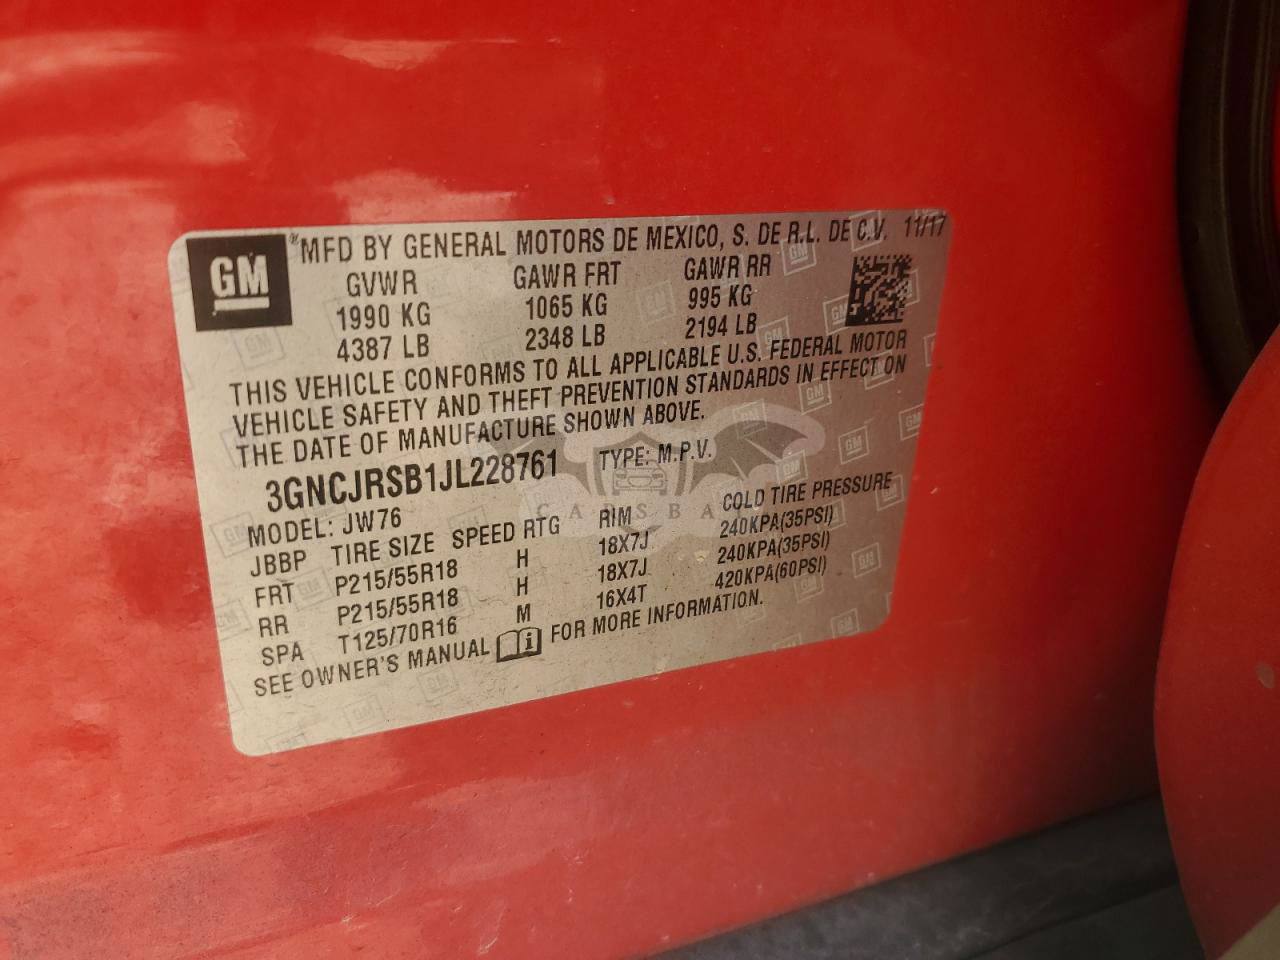 GM
®MFD BY GENERAL MOTORS DE MEXICO, S. DE R.L. DE C.V. 11/17
GVWR GAWR FRT GAWR RR
1990 KG 1065 KG 995 KG
4387 LB 2348 LB 2194 LB
THIS VEHICLE CONFORMS TO ALL APPLICABLE U.S. FEDERAL MOTOR
VEHICLE SAFETY AND THEFT PREVENTION STANDARDS IN EFFECT ON
THE DATE OF MANUFACTURE SHOWN ABOVE.
3GNCJRSB1JL228761 TYPE: M.P.V.
MODEL: JW76
JBBP TIRE SIZE SPEED RTG RIM COLD TIRE PRESSURE
FRT P215/55R18 H 18X7J 240KPA(35PSI)
RR P215/55R18 H 18X7J 240KPA(35PSI)
SPA T125/70R16 M 16X4T 420KPA(60PSI)
SEE OWNER'S MANUAL FOR MORE INFORMATION.